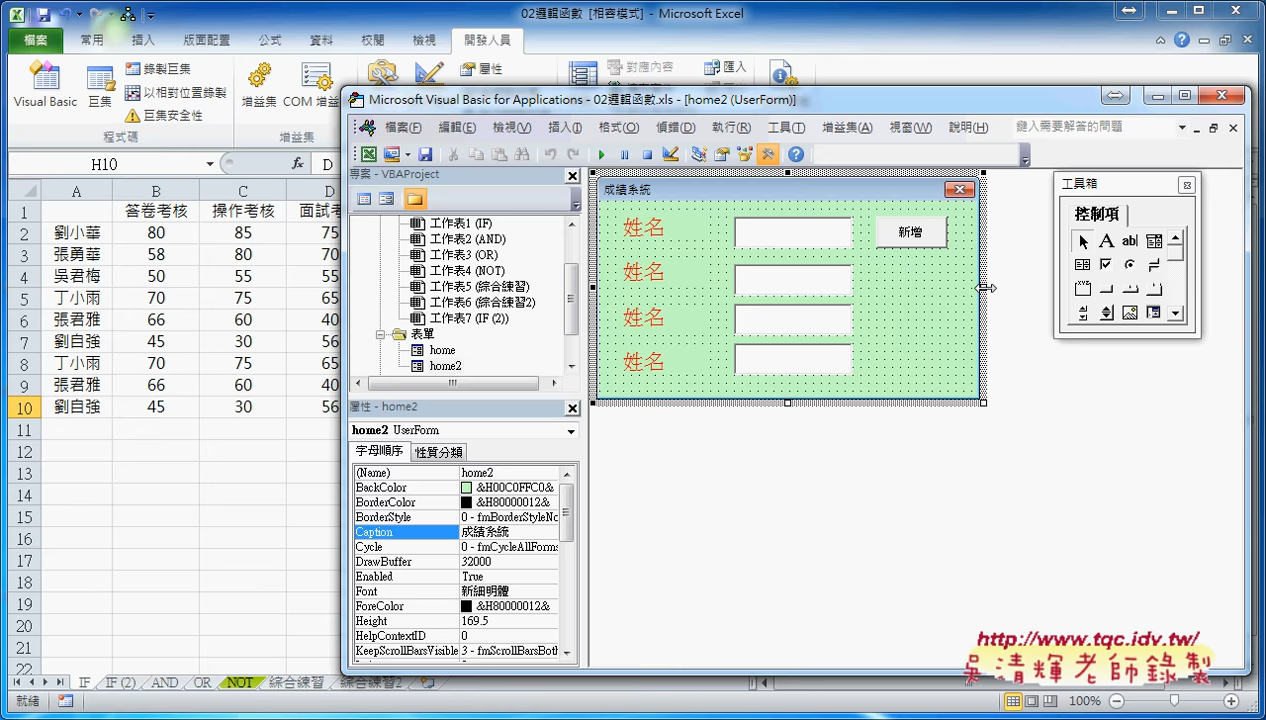 02邏輯函數 [相容模式] - Microsoft Excel
檔案 常用 插入 版面配置 公式 資料 校閱 檢視 開發人員
錄製巨集 屬性 對應內容 匯入
Visual Basic 巨集 以相對位置錄製 增益集 COM 增益
巨集安全性
程式碼 增益集
H10 fx D
Microsoft Visual Basic for Applications - 02邏輯函數.xls - [home2 (UserForm)]
檔案(F) 編輯(E) 檢視(V) 插入(I) 格式(O) 偵錯(D) 執行(R) 工具(T) 增益集(A) 視窗(W) 說明(H) 鍵入需要解答的問題
A B C D
1 答卷考核 操作考核 面試考
2 劉小華 80 85 75
3 張勇華 58 80 70
4 吳君梅 50 55
5 丁小雨 70 75 65
6 張君雅 66 60 40
7 劉自強 45 30 56
8 丁小雨 70 75 65
9 張君雅 66 60 40
10 劉自強 45 30 56
11
12
13
14
15
16
17
18
19
20
21
22
專案 - VBAProject
工作表1 (IF)
工作表2 (AND)
工作表3 (OR)
工作表4 (NOT)
工作表5 (綜合練習)
工作表6 (綜合練習2)
工作表7 (IF (2))
表單
home
home2
屬性 - home2
home2 UserForm
字母順序 性質分類
(Name) home2
BackColor &H00C0FFC0&
BorderColor &H80000012&
BorderStyle 0 - fmBorderStyleNo
Caption 成績系統
Cycle 0 - fmCycleAllForms
DrawBuffer 32000
Enabled True
Font 新細明體
ForeColor &H80000012&
Height 169.5
HelpContextID 0
KeepScrollBarsVisible 3 - fmScrollBarsBoth
成績系統
姓名 新增
姓名
姓名
姓名
工具箱
控制項
A ab
http://www.tqc.idv.tw/
吳清輝老師錄製
IF IF (2) AND OR NOT 綜合練習 綜合練習2
就緒 100%